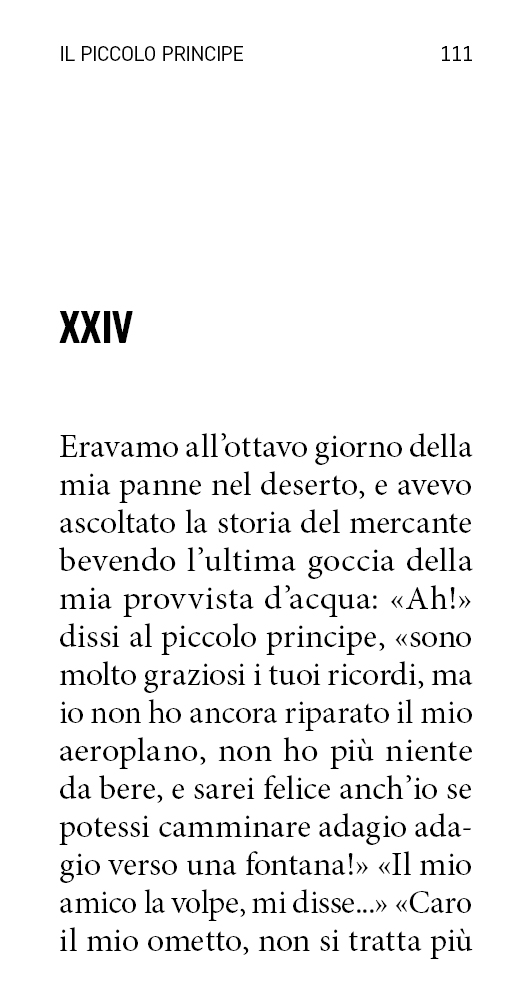 IL PICCOLO PRINCIPE 111
XXIV
Eravamo all’ottavo giorno della
mia panne nel deserto, e avevo
ascoltato la storia del mercante
bevendo l’ultima goccia della
mia provvista d’acqua: «Ah!»
dissi al piccolo principe, «sono
molto graziosi i tuoi ricordi, ma
io non ho ancora riparato il mio
aeroplano, non ho più niente
da bere, e sarei felice anch’io se
potessi camminare adagio ada-
gio verso una fontana!» «Il mio
amico la volpe, mi disse...» «Caro
il mio ometto, non si tratta più